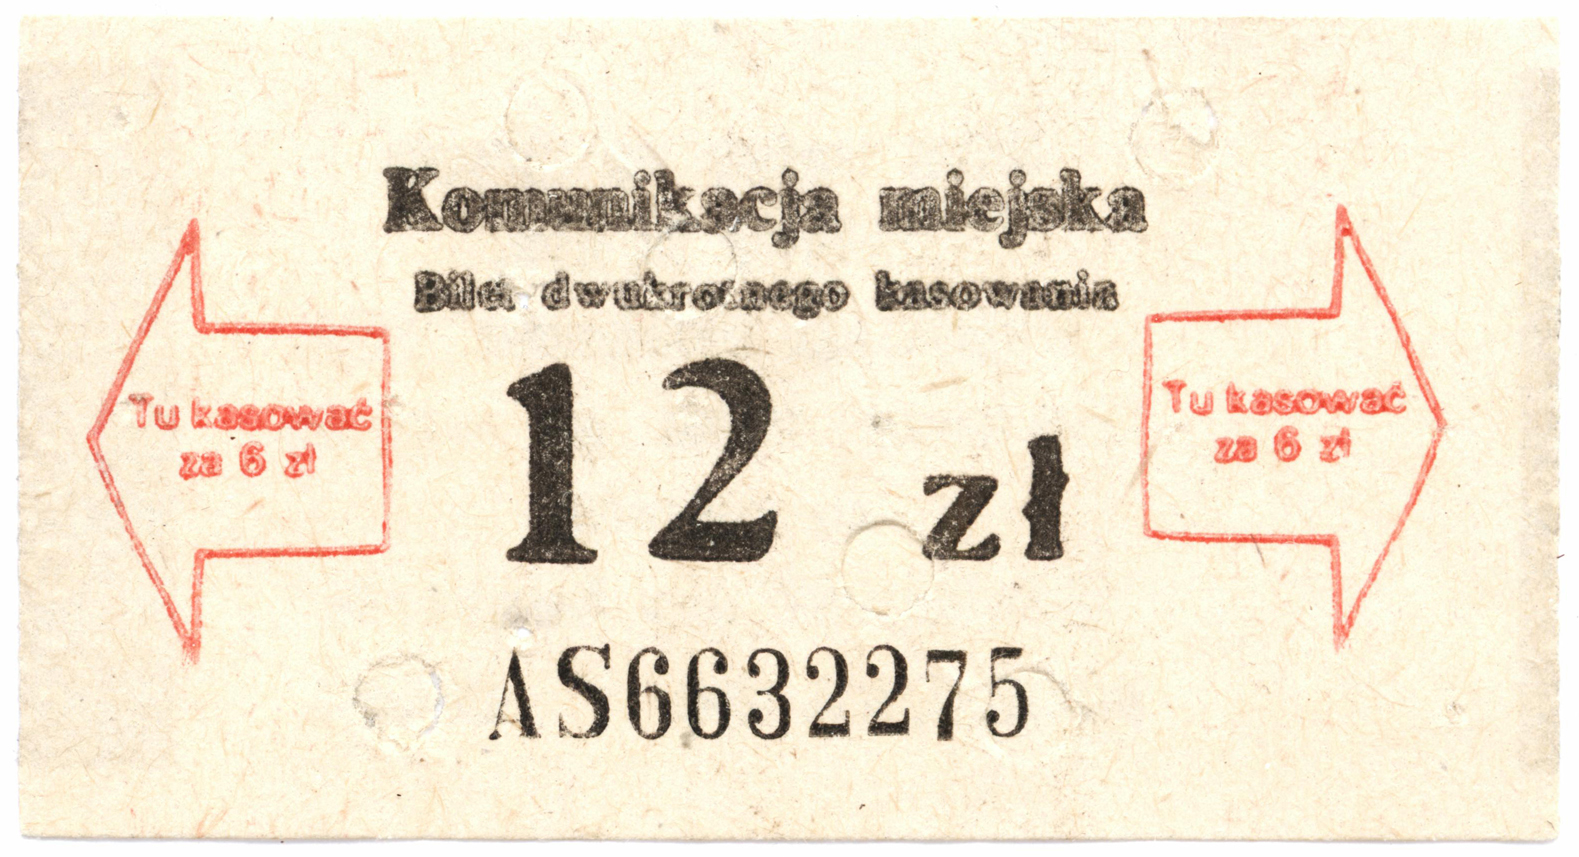 Komunikacja miejska
Bilet dwukrotnego kasowania
12 zł
Tu kasować
za 6 zł
Tu kasować
za 6 zł
AS6632275